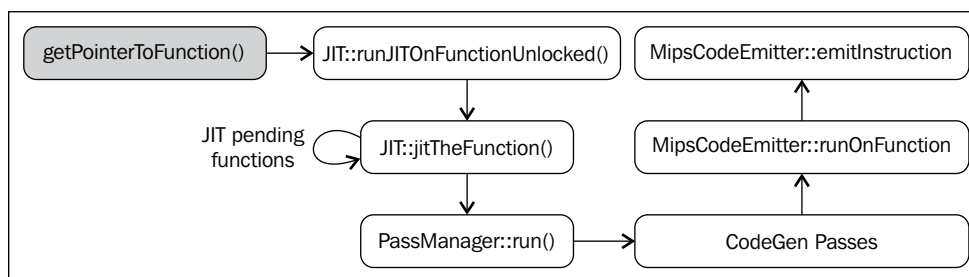 getPointerToFunction()
JIT::runJITOnFunctionUnlocked()
MipsCodeEmitter::emitInstruction
JIT pending
functions
JIT::jitTheFunction()
MipsCodeEmitter::runOnFunction
PassManager::run()
CodeGen Passes